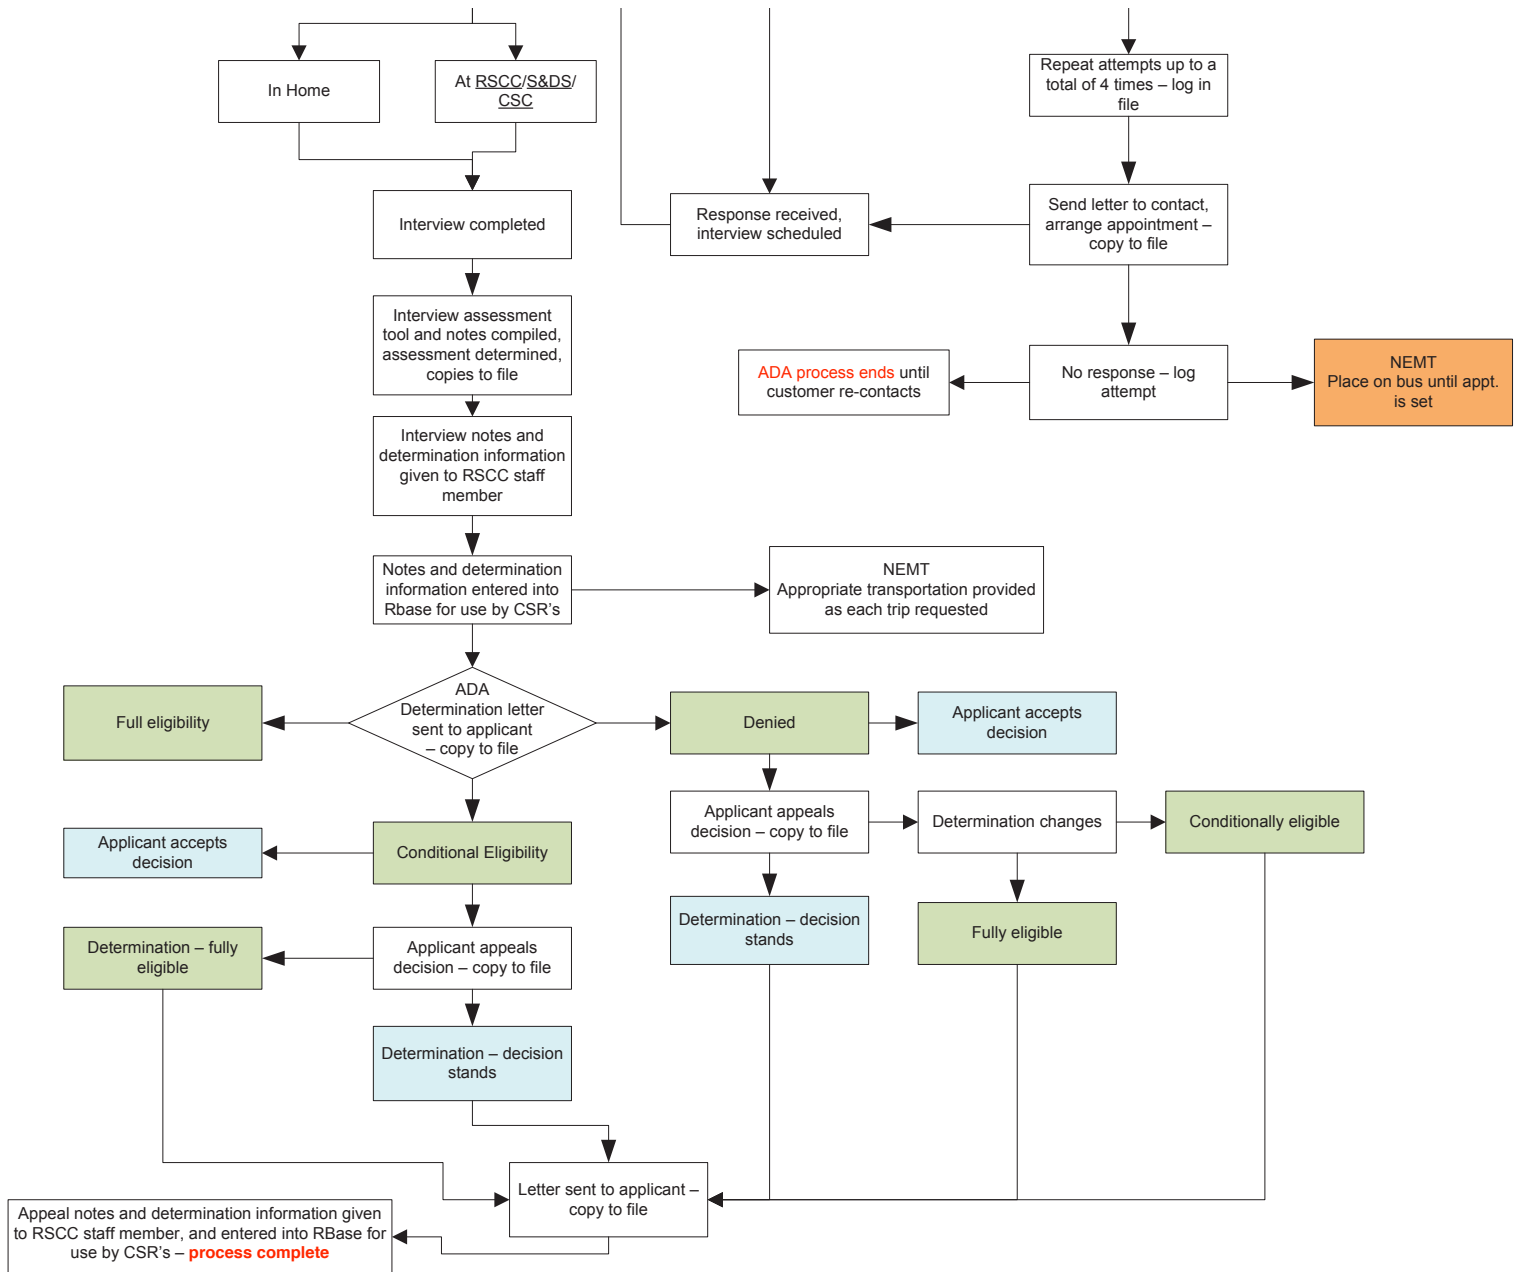 In Home
At RSCC/S&DS/
CSC
Repeat attempts up to a
total of 4 times – log in
file
Interview completed
Response received,
interview scheduled
Send letter to contact,
arrange appointment –
copy to file
Interview assessment
tool and notes compiled,
assessment determined,
copies to file
ADA process ends until
customer re-contacts
No response – log
attempt
NEMT
Place on bus until appt.
is set
Interview notes and
determination information
given to RSCC staff
member
Notes and determination
information entered into
Rbase for use by CSR's
NEMT
Appropriate transportation provided
as each trip requested
Full eligibility
ADA
Determination letter
sent to applicant
– copy to file
Denied
Applicant accepts
decision
Applicant accepts
decision
Conditional Eligibility
Applicant appeals
decision – copy to file
Determination changes
Conditionally eligible
Determination – fully
eligible
Applicant appeals
decision – copy to file
Determination – decision
stands
Fully eligible
Determination – decision
stands
Letter sent to applicant –
copy to file
Appeal notes and determination information given
to RSCC staff member, and entered into RBase for
use by CSR's – process complete